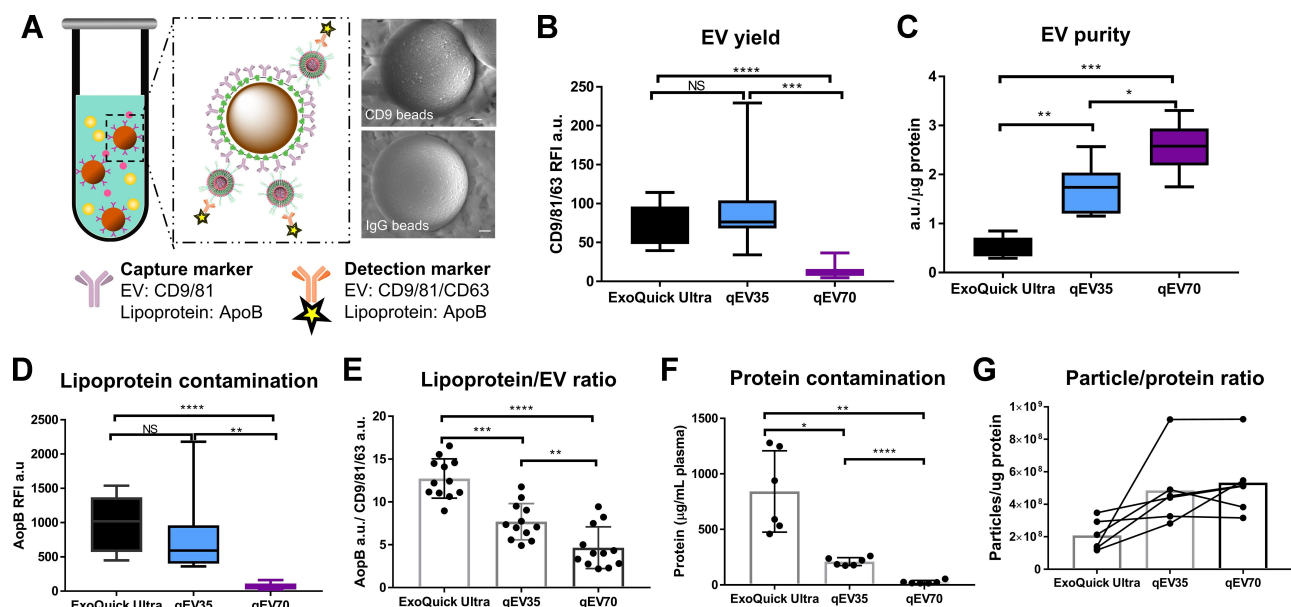 A
CD9 beads
IgG beads
Capture marker
EV: CD9/81
Lipoprotein: ApoB
Detection marker
EV: CD9/81/CD63
Lipoprotein: ApoB
B
EV yield
****
NS
***
CD9/81/63 RFI a.u.
250
200
150
100
50
0
ExoQuick Ultra
qEV35
qEV70
C
EV purity
***
**
*
a.u./µg protein
4
3
2
1
0
ExoQuick Ultra
qEV35
qEV70
D
Lipoprotein contamination
****
NS
**
AopB RFI a.u
2500
2000
1500
1000
500
0
ExoQuick Ultra
qEV35
qEV70
E
Lipoprotein/EV ratio
****
***
**
AopB a.u./ CD9/81/63 a.u.
20
15
10
5
0
ExoQuick Ultra
qEV35
qEV70
F
Protein contamination
**
*
****
Protein (µg/mL plasma)
1500
1000
500
0
ExoQuick Ultra
qEV35
qEV70
G
Particle/protein ratio
Particles/ug protein
1×10⁹
8×10⁸
6×10⁸
4×10⁸
2×10⁸
0
ExoQuick Ultra
qEV35
qEV70